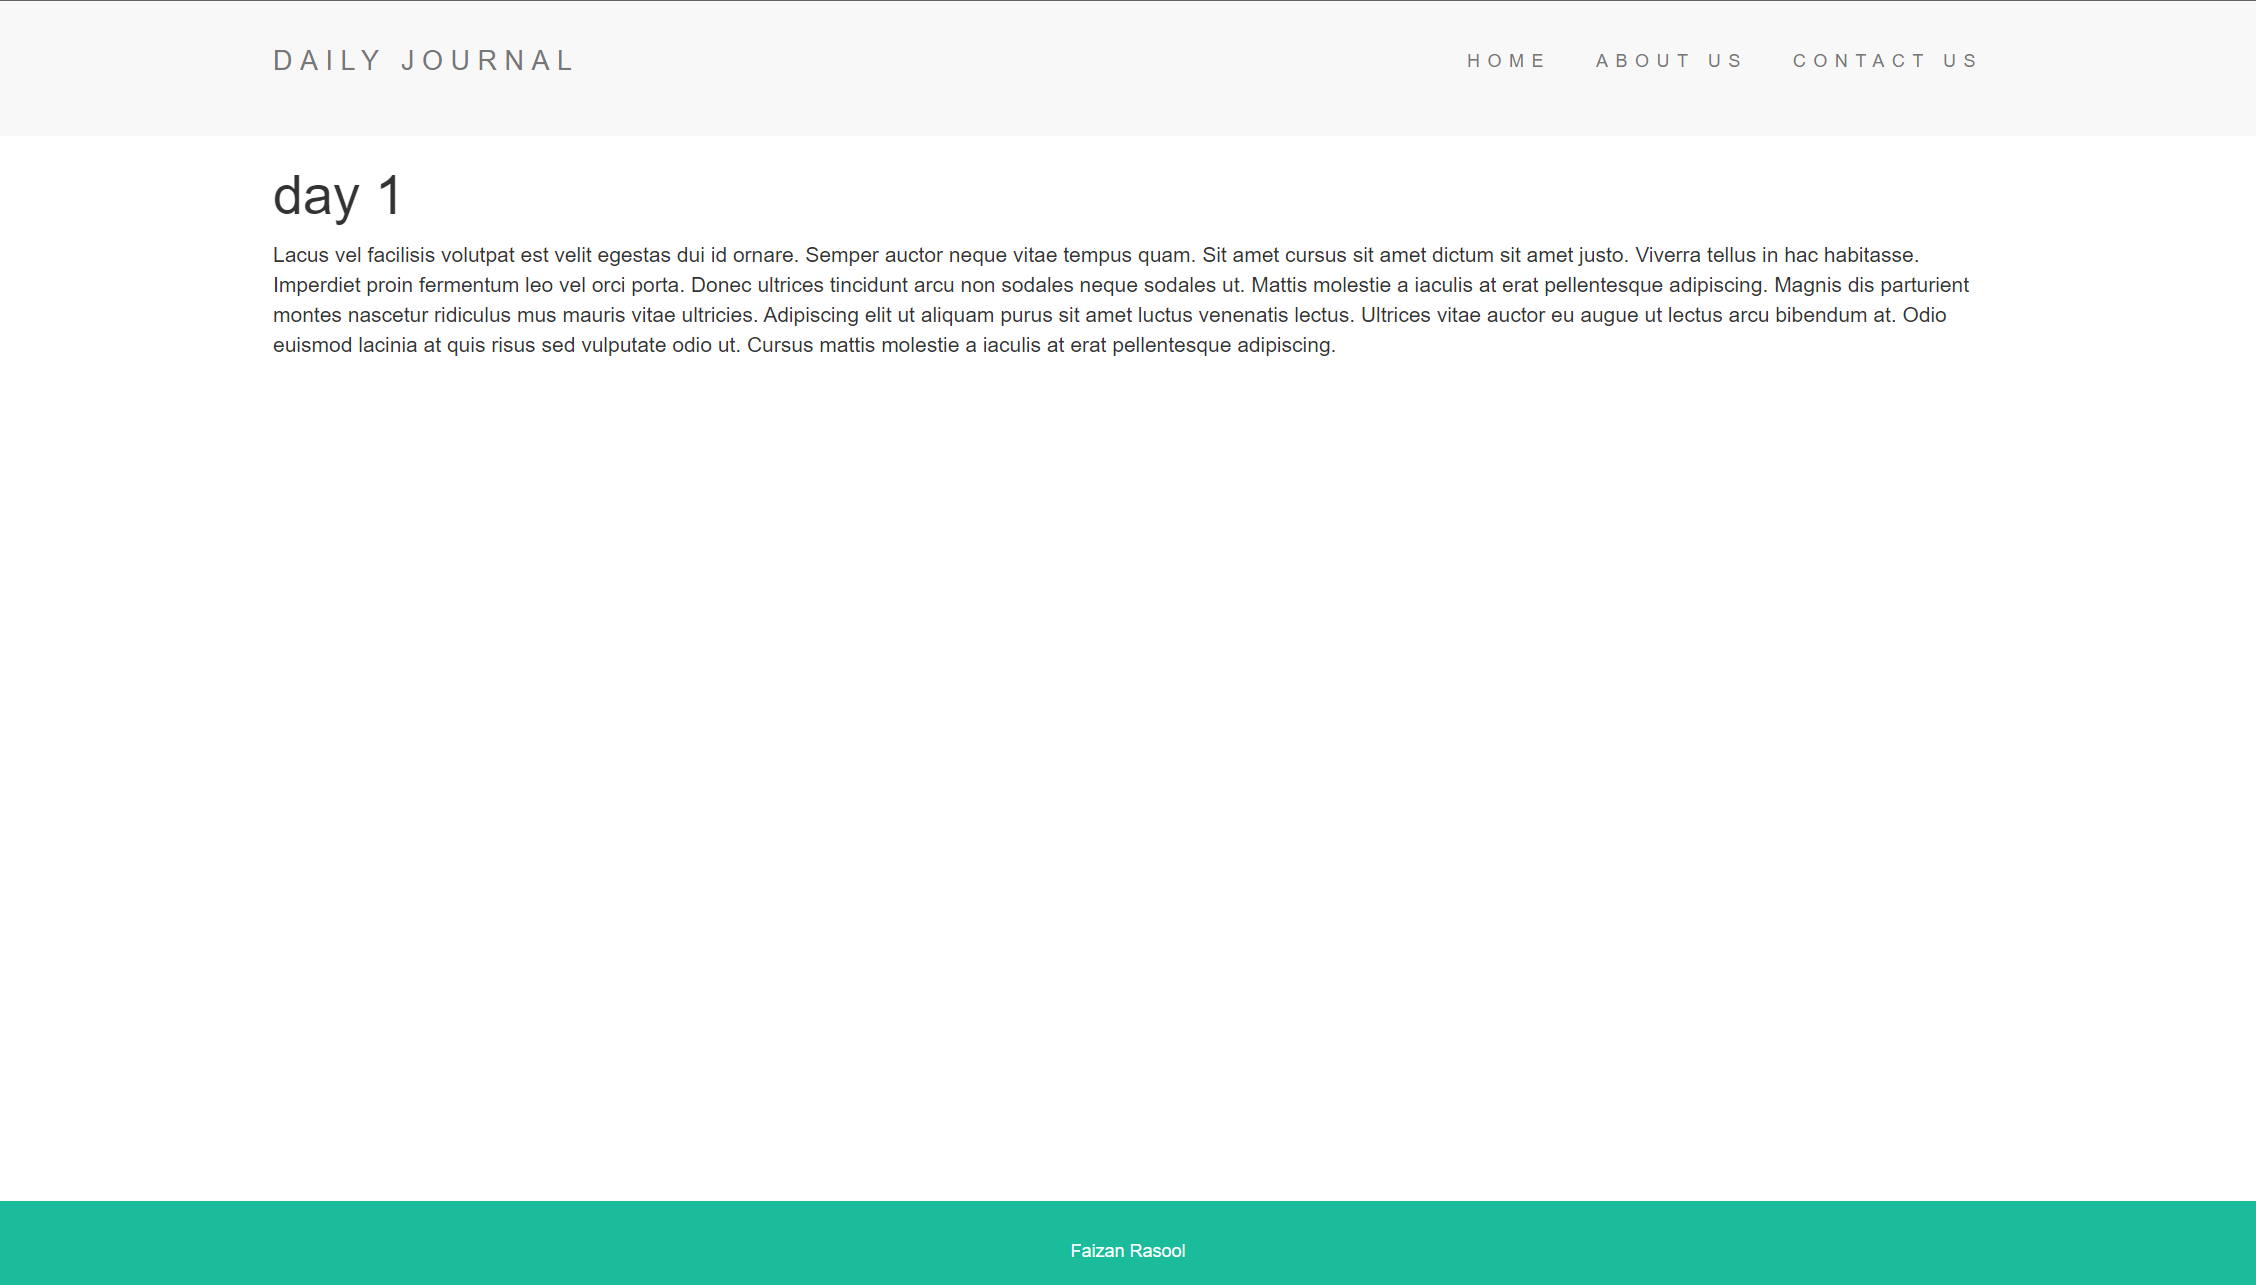 DAILY JOURNAL
HOME ABOUT US CONTACT US
day 1
Lacus vel facilisis volutpat est velit egestas dui id ornare. Semper auctor neque vitae tempus quam. Sit amet cursus sit amet dictum sit amet justo. Viverra tellus in hac habitasse.
Imperdiet proin fermentum leo vel orci porta. Donec ultrices tincidunt arcu non sodales neque sodales ut. Mattis molestie a iaculis at erat pellentesque adipiscing. Magnis dis parturient
montes nascetur ridiculus mus mauris vitae ultricies. Adipiscing elit ut aliquam purus sit amet luctus venenatis lectus. Ultrices vitae auctor eu augue ut lectus arcu bibendum at. Odio
euismod lacinia at quis risus sed vulputate odio ut. Cursus mattis molestie a iaculis at erat pellentesque adipiscing.
Faizan Rasool